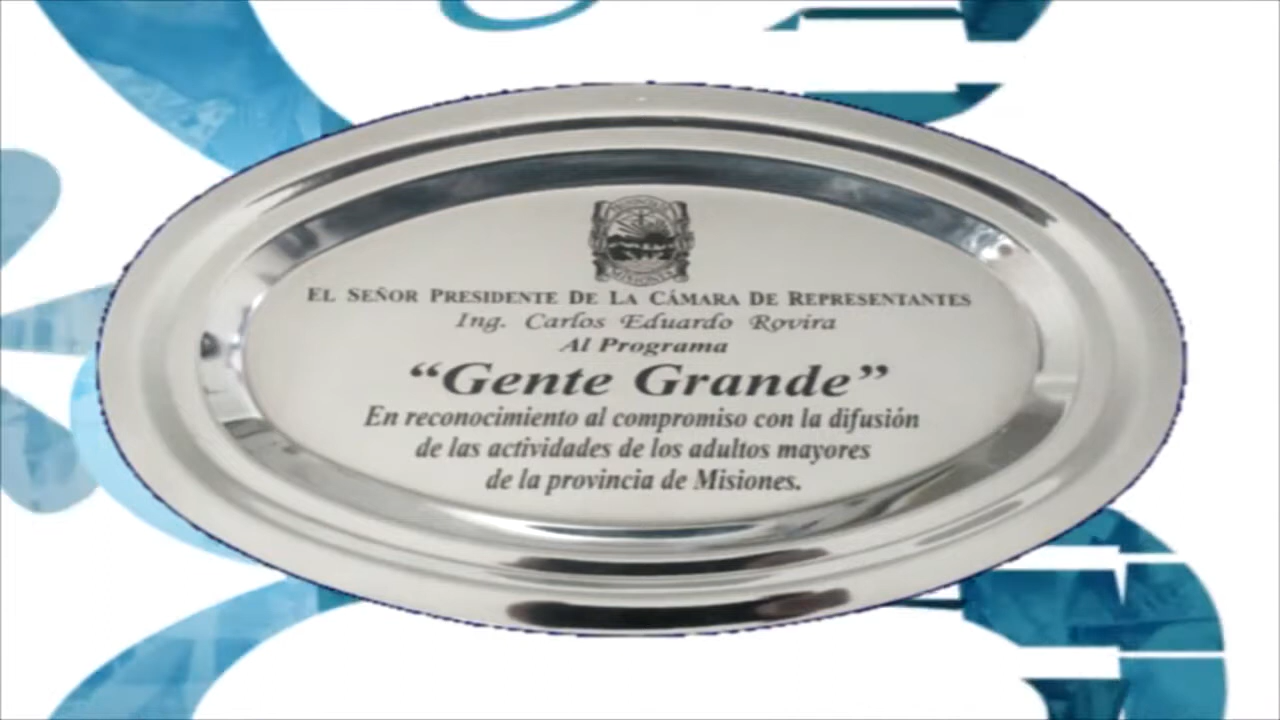 EL SEÑOR PRESIDENTE DE LA CÁMARA DE REPRESENTANTES
Ing. Carlos Eduardo Rovira
Al Programa
“Gente Grande”
En reconocimiento al compromiso con la difusión
de las actividades de los adultos mayores
de la provincia de Misiones.